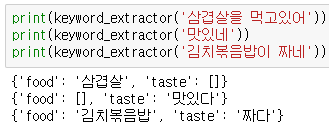 print(keyword_extractor('삼겹살을 먹고있어'))
print(keyword_extractor('맛있네'))
print(keyword_extractor('김치볶음밥이 짜네'))
{'food': '삼겹살', 'taste': []}
{'food': [], 'taste': '맛있다'}
{'food': '김치볶음밥', 'taste': '짜다'}